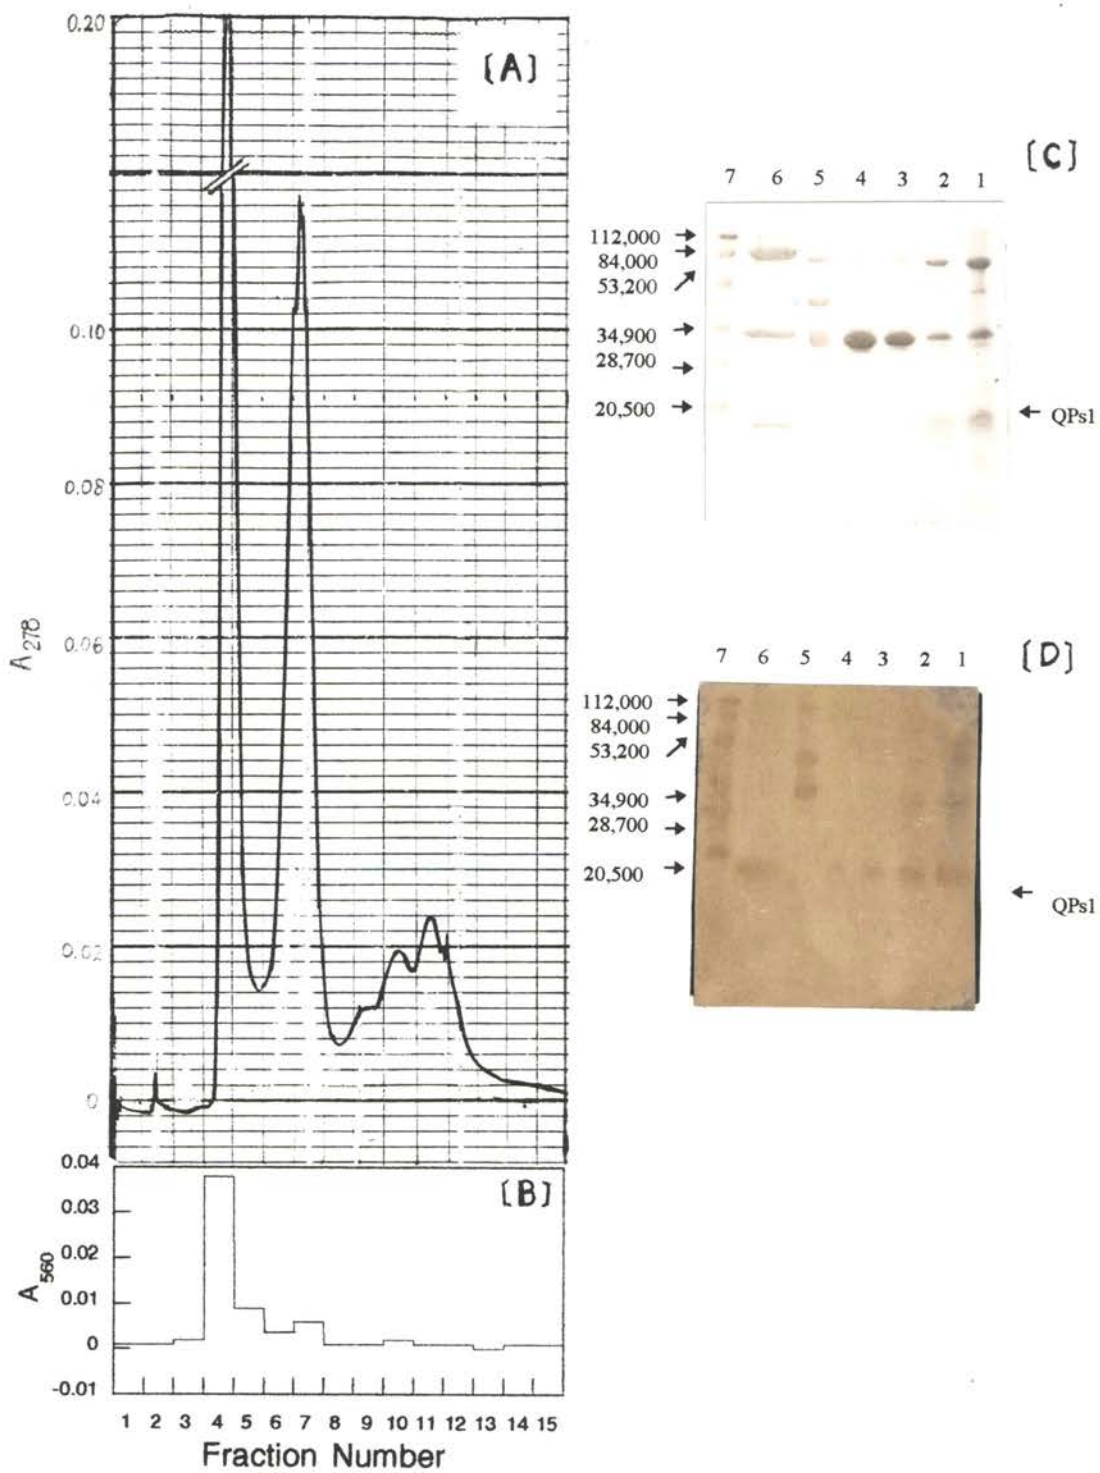 [A]
0.20
0.10
0.08
0.06
0.04
0.02
0
A278
[B]
0.04
0.03
0.02
0.01
0
-0.01
A560
1 2 3 4 5 6 7 8 9 10 11 12 13 14 15
Fraction Number
[C]
7 6 5 4 3 2 1
112,000
84,000
53,200
34,900
28,700
20,500
QPs1
[D]
7 6 5 4 3 2 1
112,000
84,000
53,200
34,900
28,700
20,500
QPs1